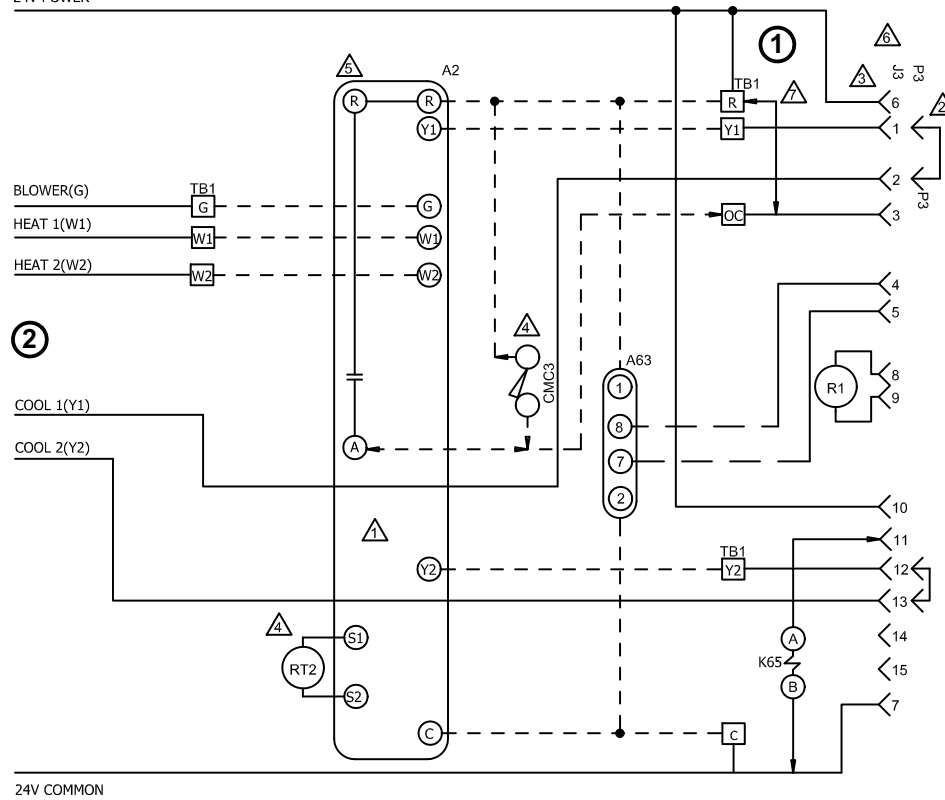 24V POWER
1
6
5
A2
3
J3
P3
TB1
7
2
R
R
R
6
Y1
Y1
1
BLOWER(G)
TB1
2
G
G
P3
HEAT 1(W1)
OC
3
W1
W1
HEAT 2(W2)
W2
W2
4
5
2
4
CMC3
A63
1
R1
8
9
COOL 1(Y1)
8
COOL 2(Y2)
A
7
2
10
1
11
TB1
Y2
Y2
12
13
4
S1
A
14
RT2
K65
15
S2
B
7
C
C
24V COMMON